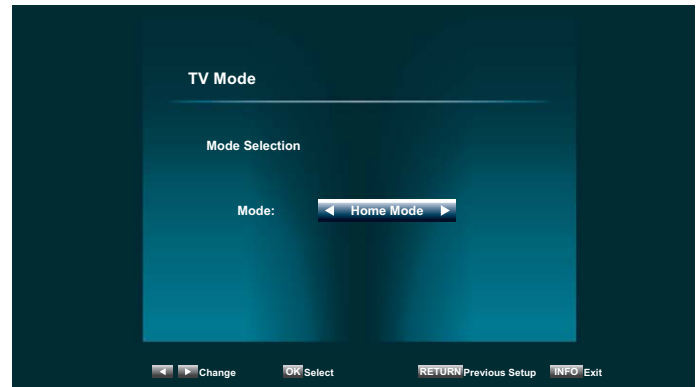 TV Mode
Mode Selection
Mode: ◀ Home Mode ▶
◀ ▶ Change OK Select RETURN Previous Setup INFO Exit